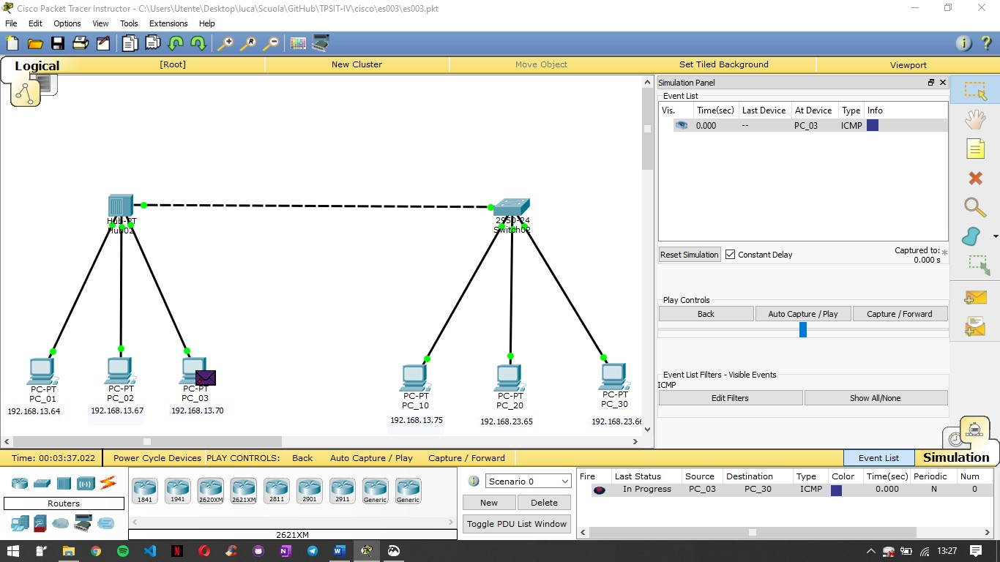 Cisco Packet Tracer Instructor - C:\Users\Utente\Desktop\luca\Scuola\GitHub\TPSIT-IV\cisco\es003\es003.pkt
File Edit Options View Tools Extensions Help
Logical [Root] New Cluster Move Object Set Tiled Background Viewport
Simulation Panel
Event List
Vis. Time(sec) Last Device At Device Type Info
0.000 -- PC_03 ICMP
Hub-PT
Hub02
2950-24
Switch02
Reset Simulation Constant Delay Captured to: *
0.000 s
Play Controls
Back Auto Capture / Play Capture / Forward
PC-PT
PC_01
192.168.13.64
PC-PT
PC_02
192.168.13.67
PC-PT
PC_03
192.168.13.70
PC-PT
PC_10
192.168.13.75
PC-PT
PC_20
192.168.23.65
PC-PT
PC_30
192.168.23.66
Event List Filters - Visible Events
ICMP
Edit Filters Show All/None
Time: 00:03:37.022 Power Cycle Devices PLAY CONTROLS: Back Auto Capture / Play Capture / Forward Event List Simulation
Routers
1841 1941 2620XM 2621XM 2811 2901 2911 Generic Generic
2621XM
Scenario 0
New Delete
Toggle PDU List Window
Fire Last Status Source Destination Type Color Time(sec) Periodic Num
In Progress PC_03 PC_30 ICMP 0.000 N 0
13:27